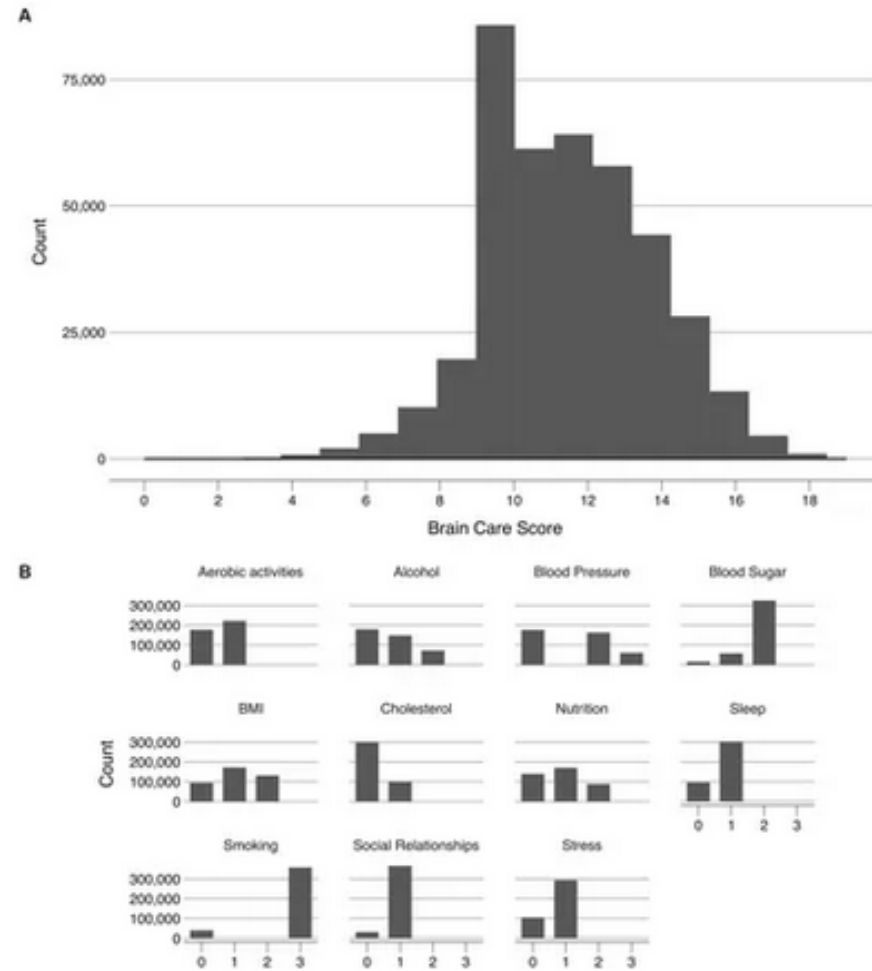 A
75,000
50,000
25,000
0
Count
0 2 4 6 8 10 12 14 16 18
Brain Care Score
B
Aerobic activities Alcohol Blood Pressure Blood Sugar
300,000
200,000
100,000
0
BMI Cholesterol Nutrition Sleep
300,000
200,000
100,000
0
Count
0 1 2 3
Smoking Social Relationships Stress
300,000
200,000
100,000
0
0 1 2 3 0 1 2 3 0 1 2 3